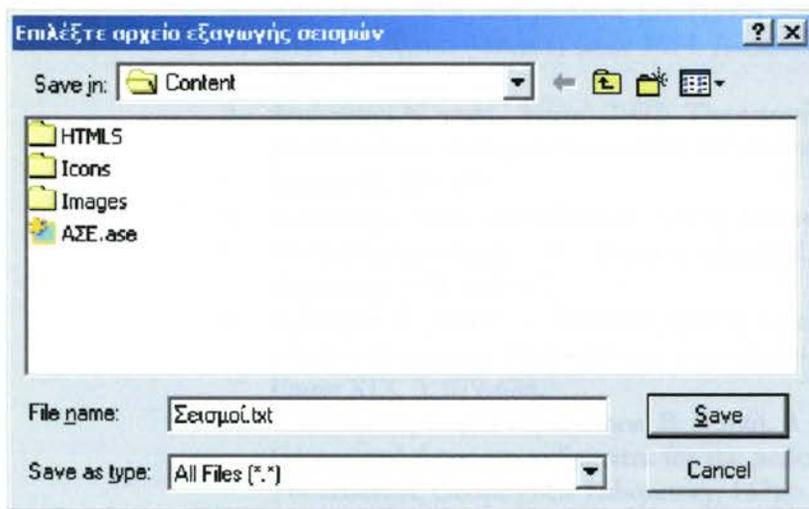 Επιλέξτε αρχείο εξαγωγής σεισμών
Save in: Content
HTMLS
Icons
Images
ΑΣΕ.ase
File name: Σεισμοί.txt Save
Save as type: All Files (*.*) Cancel